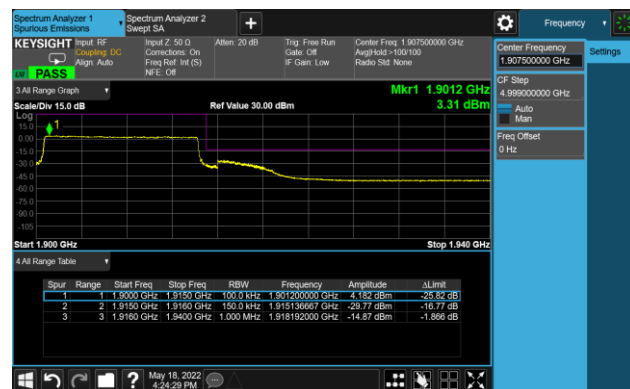 Spectrum Analyzer 1
Spurious Emissions
Spectrum Analyzer 2
Swept SA
+
Frequency
KEYSIGHT
Input: RF
Coupling: DC
Align: Auto
Input Z: 50 Ω
Corrections: On
Freq Ref: Int (S)
NFE: Off
Atten: 20 dB
Trig: Free Run
Gate: Off
IF Gain: Low
Center Freq: 1.907500000 GHz
Avg|Hold:>100/100
Radio Std: None
PASS
Center Frequency
1.907500000 GHz
Settings
CF Step
4.999000000 GHz
Auto
Man
Freq Offset
0 Hz
3 All Range Graph
Mkr1 1.9012 GHz
Scale/Div 15.0 dB
Ref Value 30.00 dBm
3.31 dBm
Log
1
15.0
0.00
-15.0
-30.0
-45.0
-60.0
-75.0
-90.0
-105
Start 1.900 GHz
Stop 1.940 GHz
4 All Range Table
Spur Range Start Freq Stop Freq RBW Frequency Amplitude ΔLimit
1 1 1.9000 GHz 1.9150 GHz 100.0 kHz 1.901200000 GHz 4.182 dBm -25.82 dB
2 2 1.9150 GHz 1.9160 GHz 150.0 kHz 1.915136667 GHz -29.77 dBm -16.77 dB
3 3 1.9160 GHz 1.9400 GHz 1.000 MHz 1.918192000 GHz -14.87 dBm -1.866 dB
?
May 18, 2022
4:24:29 PM